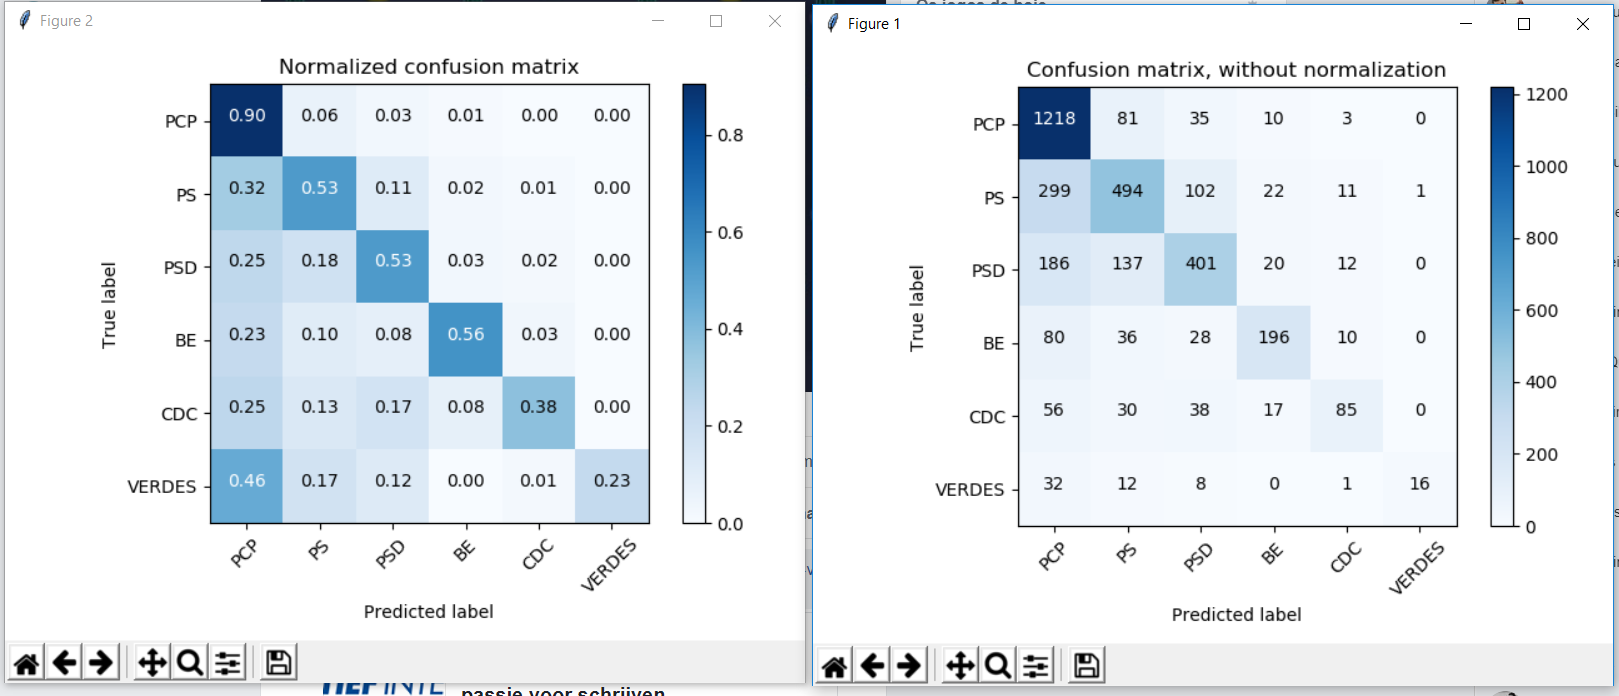 Figure 2
Normalized confusion matrix
PCP 0.90 0.06 0.03 0.01 0.00 0.00
PS 0.32 0.53 0.11 0.02 0.01 0.00
PSD 0.25 0.18 0.53 0.03 0.02 0.00
BE 0.23 0.10 0.08 0.56 0.03 0.00
CDC 0.25 0.13 0.17 0.08 0.38 0.00
VERDES 0.46 0.17 0.12 0.00 0.01 0.23
True label
PCP PS PSD BE CDC VERDES
Predicted label
0.8
0.6
0.4
0.2
0.0
Figure 1
Confusion matrix, without normalization
PCP 1218 81 35 10 3 0
PS 299 494 102 22 11 1
PSD 186 137 401 20 12 0
BE 80 36 28 196 10 0
CDC 56 30 38 17 85 0
VERDES 32 12 8 0 1 16
True label
PCP PS PSD BE CDC VERDES
Predicted label
1200
1000
800
600
400
200
0
passie voor schrijven